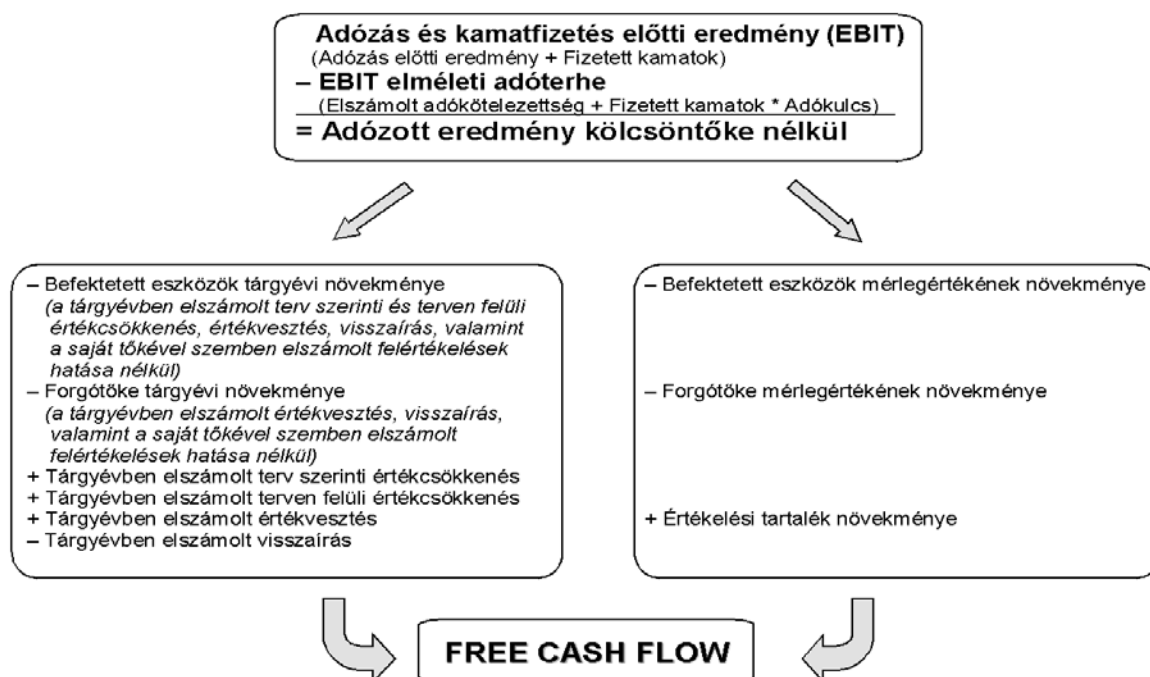 Adózás és kamatfizetés előtti eredmény (EBIT)
(Adózás előtti eredmény + Fizetett kamatok)
– EBIT elméleti adóterhe
(Elszámolt adókötelezettség + Fizetett kamatok * Adókulcs)
= Adózott eredmény kölcsöntőke nélkül
– Befektetett eszközök tárgyévi növekménye
(a tárgyévben elszámolt terv szerinti és terven felüli
értékcsökkenés, értékvesztés, visszaírás, valamint
a saját tőkével szemben elszámolt felértékelések
hatása nélkül)
– Forgótőke tárgyévi növekménye
(a tárgyévben elszámolt értékvesztés, visszaírás,
valamint a saját tőkével szemben elszámolt
felértékelések hatása nélkül)
+ Tárgyévben elszámolt terv szerinti értékcsökkenés
+ Tárgyévben elszámolt terven felüli értékcsökkenés
+ Tárgyévben elszámolt értékvesztés
– Tárgyévben elszámolt visszaírás
– Befektetett eszközök mérlegértékének növekménye
– Forgótőke mérlegértékének növekménye
+ Értékelési tartalék növekménye
FREE CASH FLOW